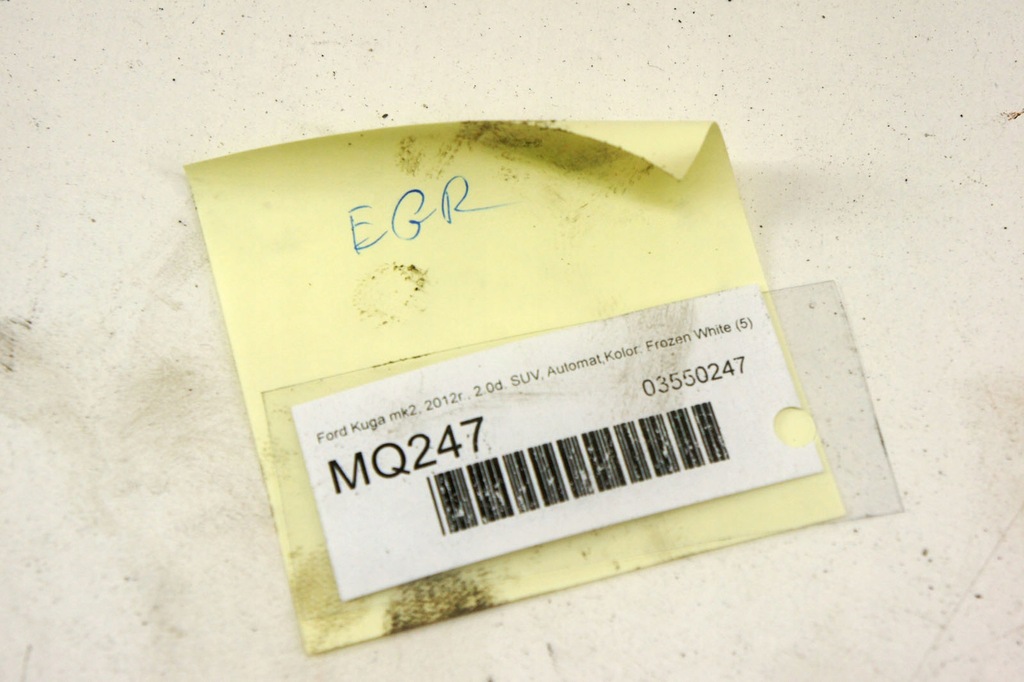 EGR
Ford Kuga mk2, 2012r., 2.0d, SUV, Automat,Kolor: Frozen White (5)
03550247
MQ247